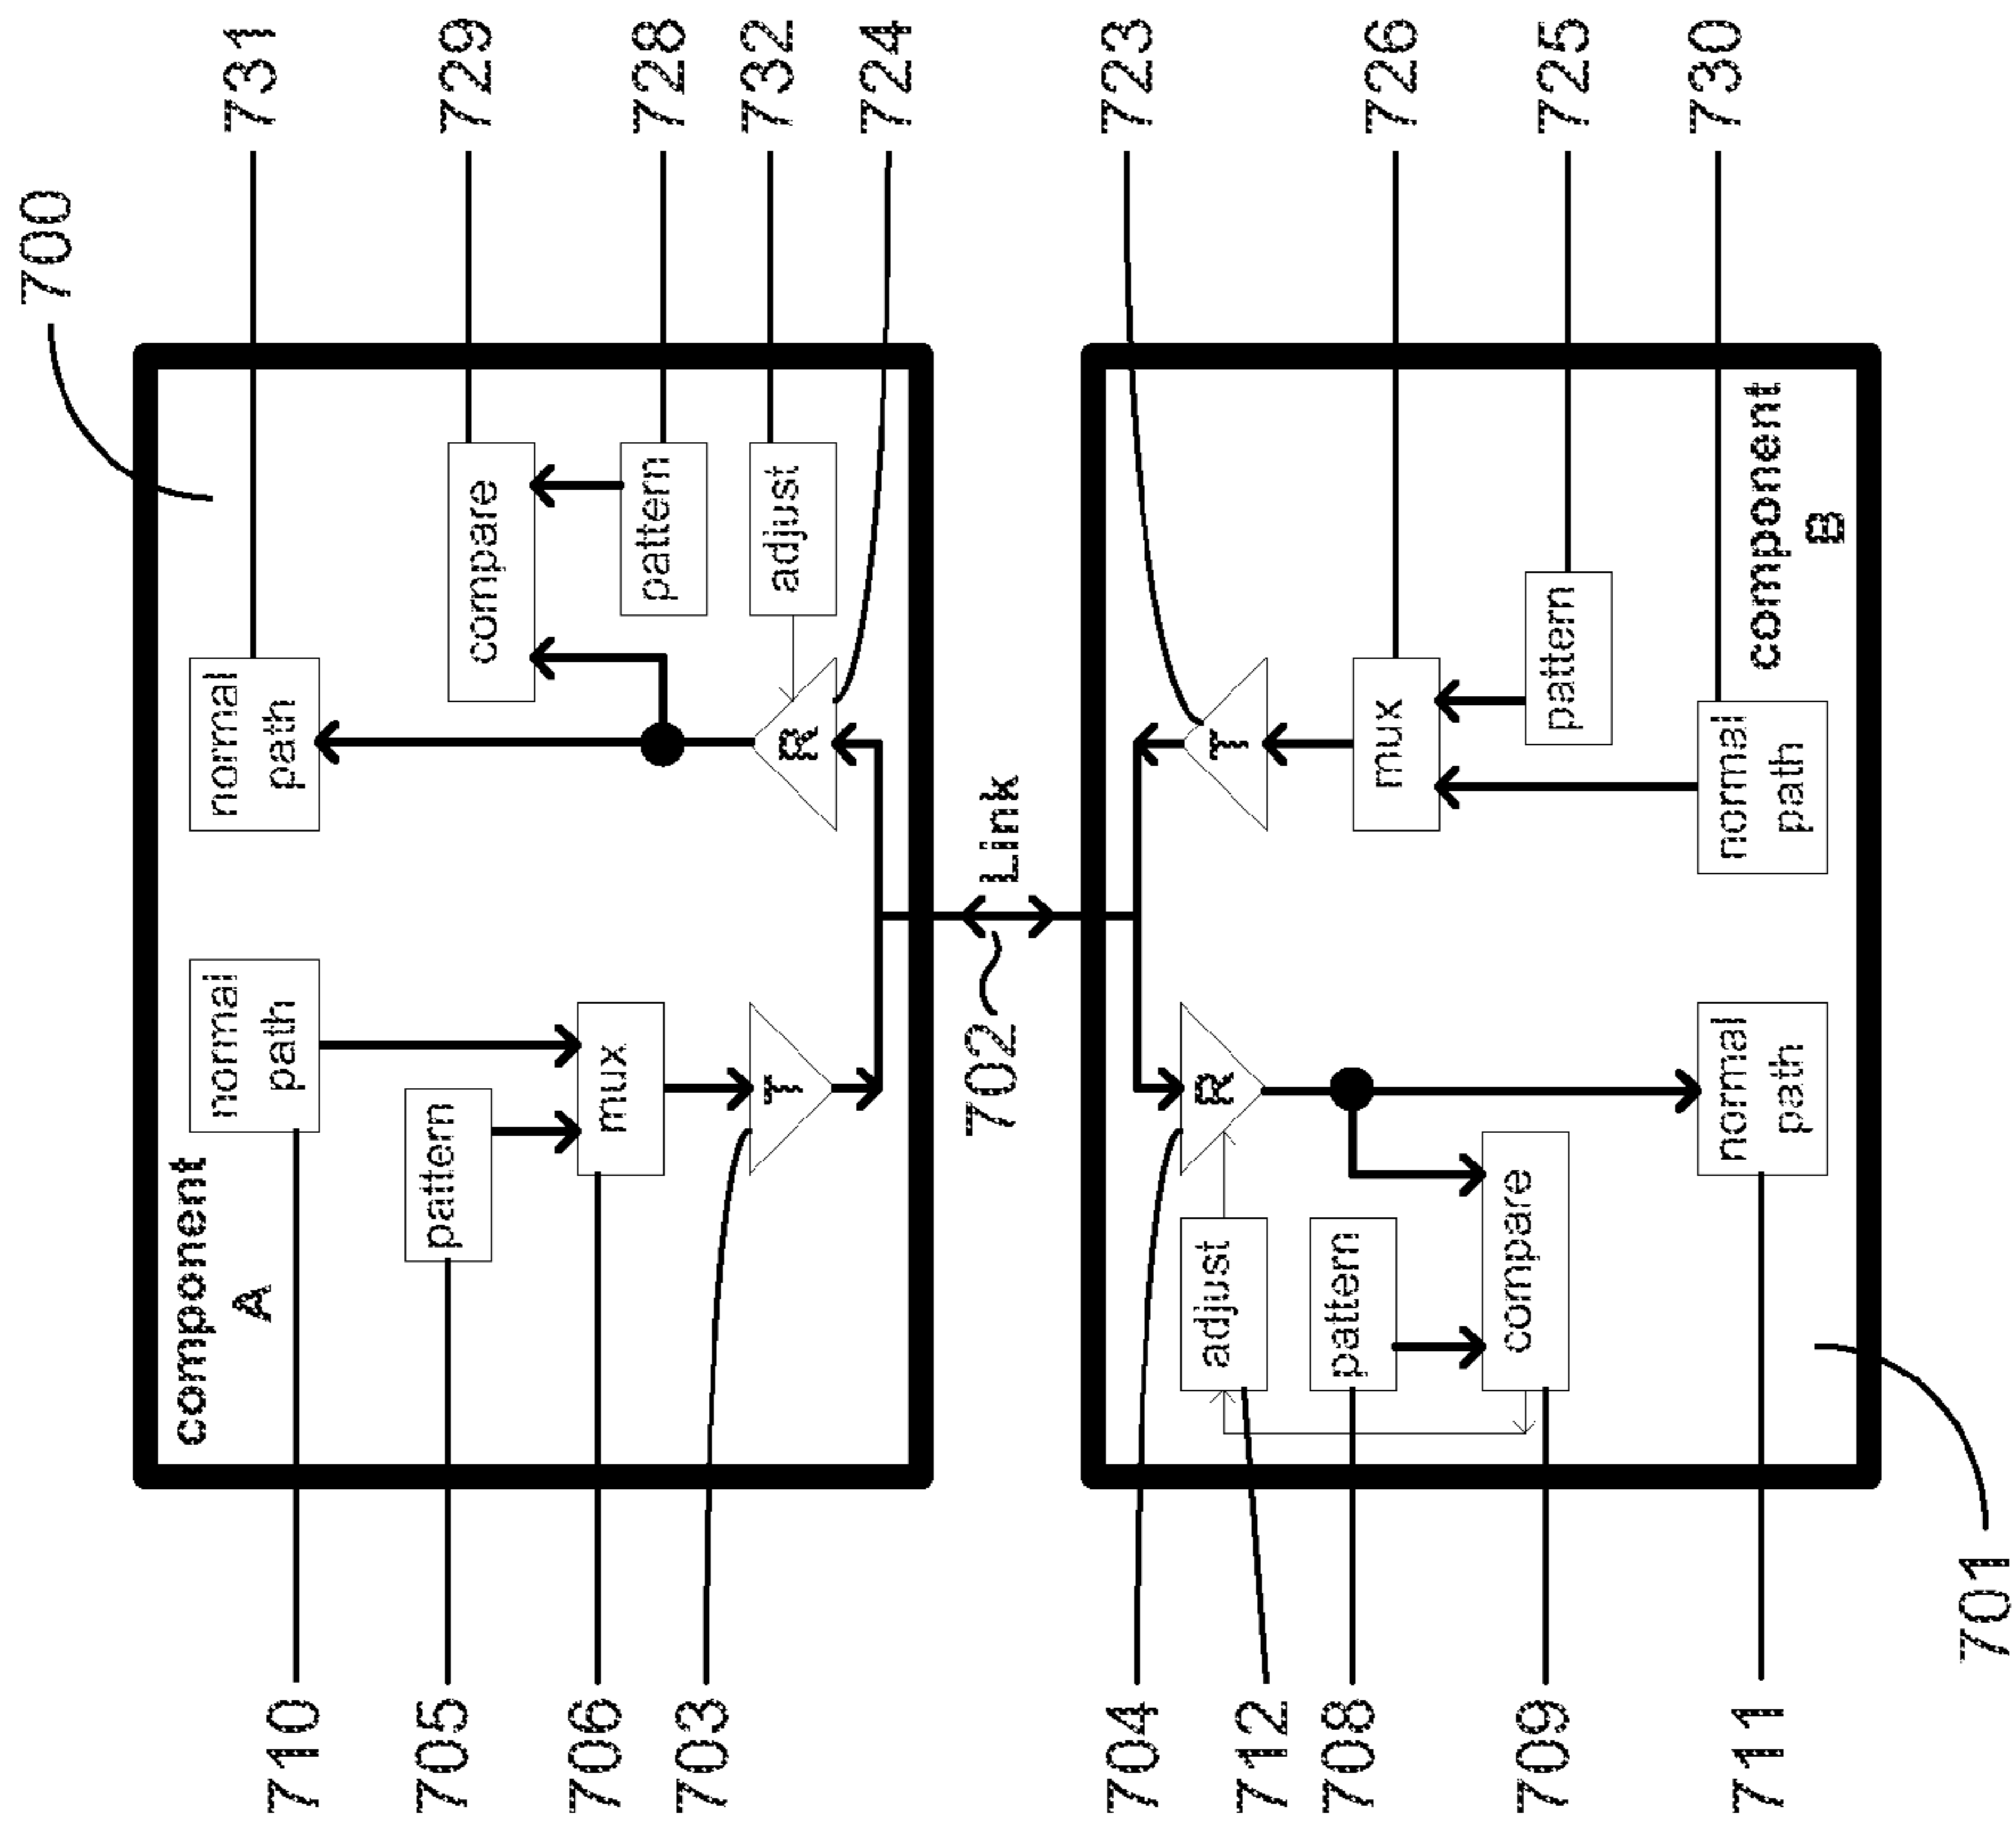 700
731
729
728
732
724
723
726
725
730
normal
path
compare
pattern
adjust
R
T
mux
pattern
normal
path
component
B
Link
702
component
A
normal
path
pattern
mux
T
R
adjust
pattern
compare
normal
path
710
705
706
703
704
712
708
709
711
701